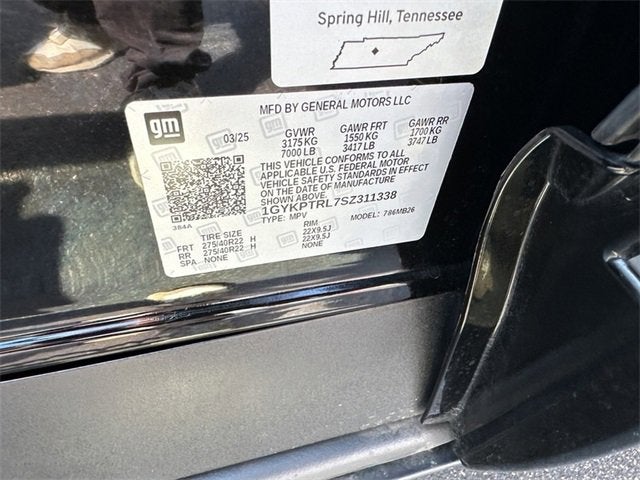 Spring Hill, Tennessee
MFD BY GENERAL MOTORS LLC
gm
03/25 GVWR GAWR FRT GAWR RR
3175 KG 1550 KG 1700 KG
7000 LB 3417 LB 3747 LB
THIS VEHICLE CONFORMS TO ALL
APPLICABLE U.S. FEDERAL MOTOR
VEHICLE SAFETY STANDARDS IN EFFECT
ON THE DATE OF MANUFACTURE
1GYKPTRL7SZ311338
TYPE: MPV MODEL: 786MB26
384A
TIRE SIZE RIM
FRT 275/40R22 H 22X9.5J
RR 275/40R22 H 22X9.5J
SPA NONE NONE